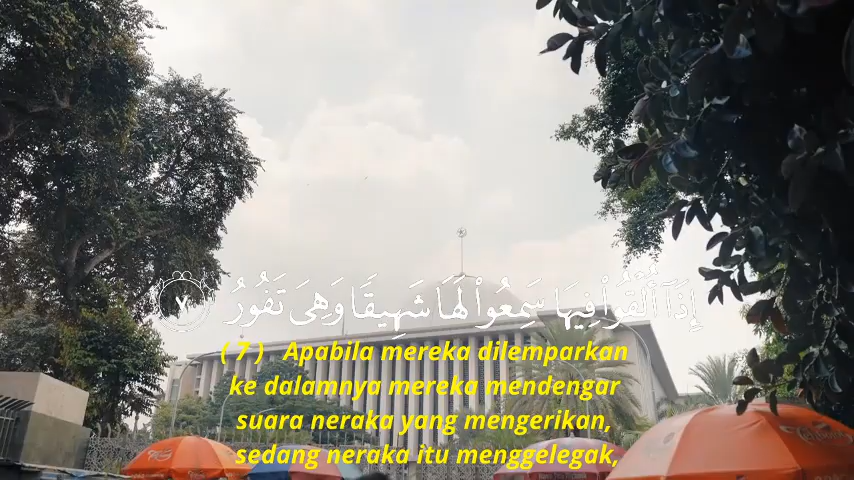 إِذَآ أُلْقُوا۟ فِيهَا سَمِعُوا۟ لَهَا شَهِيقًا وَهِىَ تَفُورُ ٧
( 7 ) Apabila mereka dilemparkan
ke dalamnya mereka mendengar
suara neraka yang mengerikan,
sedang neraka itu menggelegak,